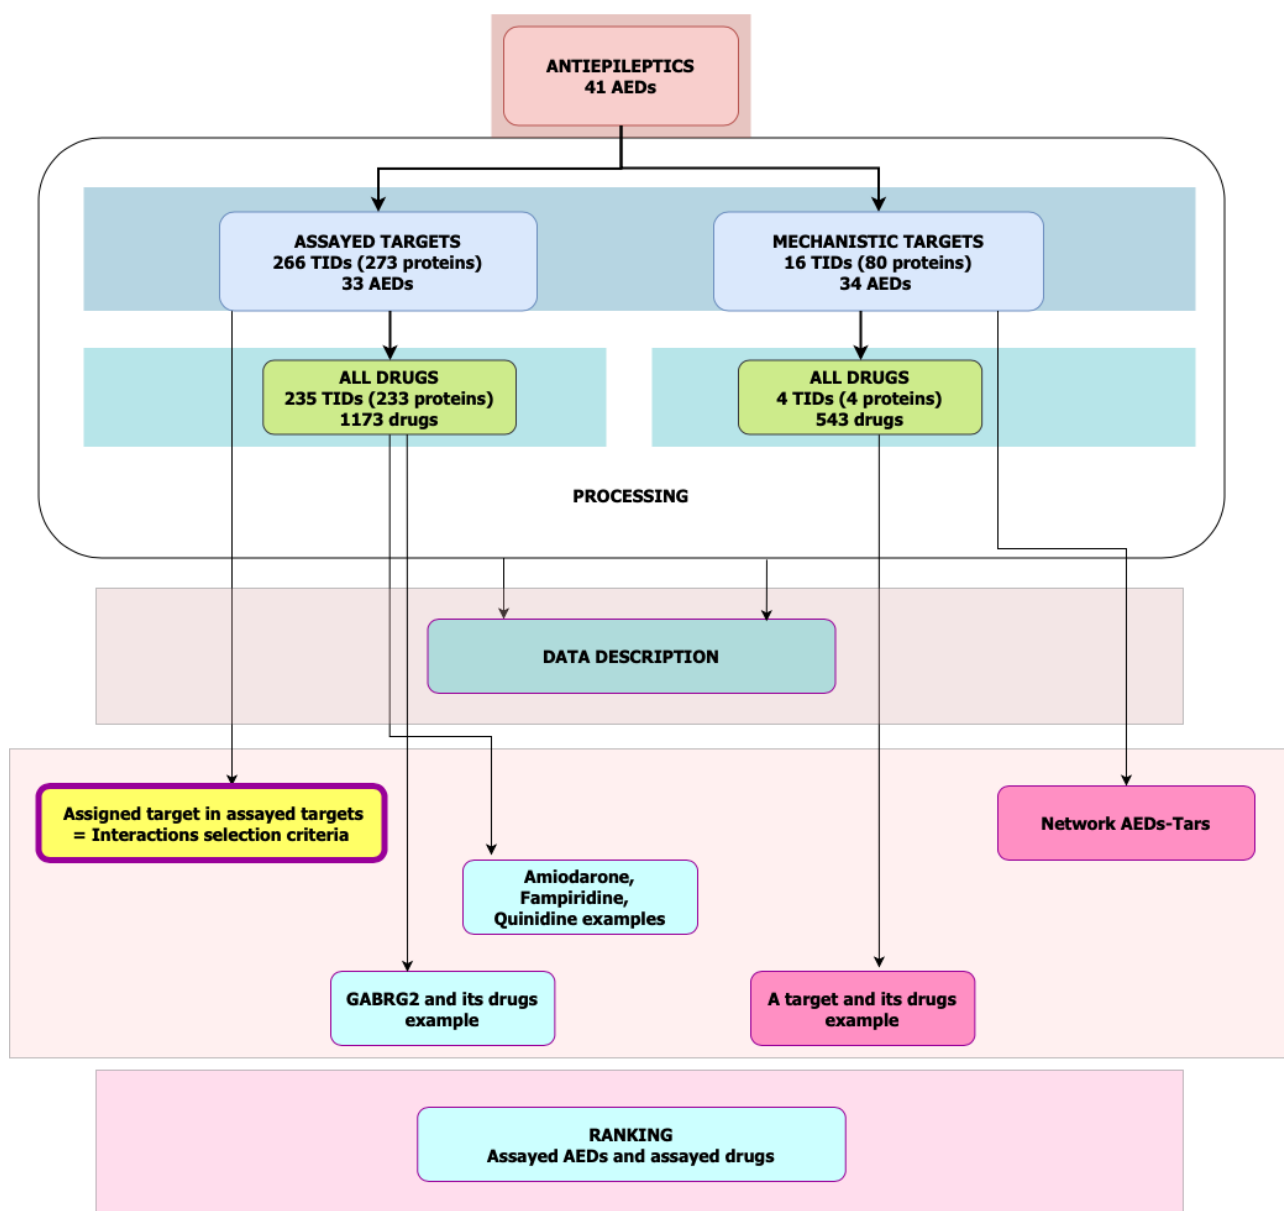 ANTIEPILEPTICS
41 AEDs
ASSAYED TARGETS
266 TIDs (273 proteins)
33 AEDs
MECHANISTIC TARGETS
16 TIDs (80 proteins)
34 AEDs
ALL DRUGS
235 TIDs (233 proteins)
1173 drugs
ALL DRUGS
4 TIDs (4 proteins)
543 drugs
PROCESSING
DATA DESCRIPTION
Assigned target in assayed targets
= Interactions selection criteria
Network AEDs-Tars
Amiodarone,
Fampiridine,
Quinidine examples
GABRG2 and its drugs
example
A target and its drugs
example
RANKING
Assayed AEDs and assayed drugs